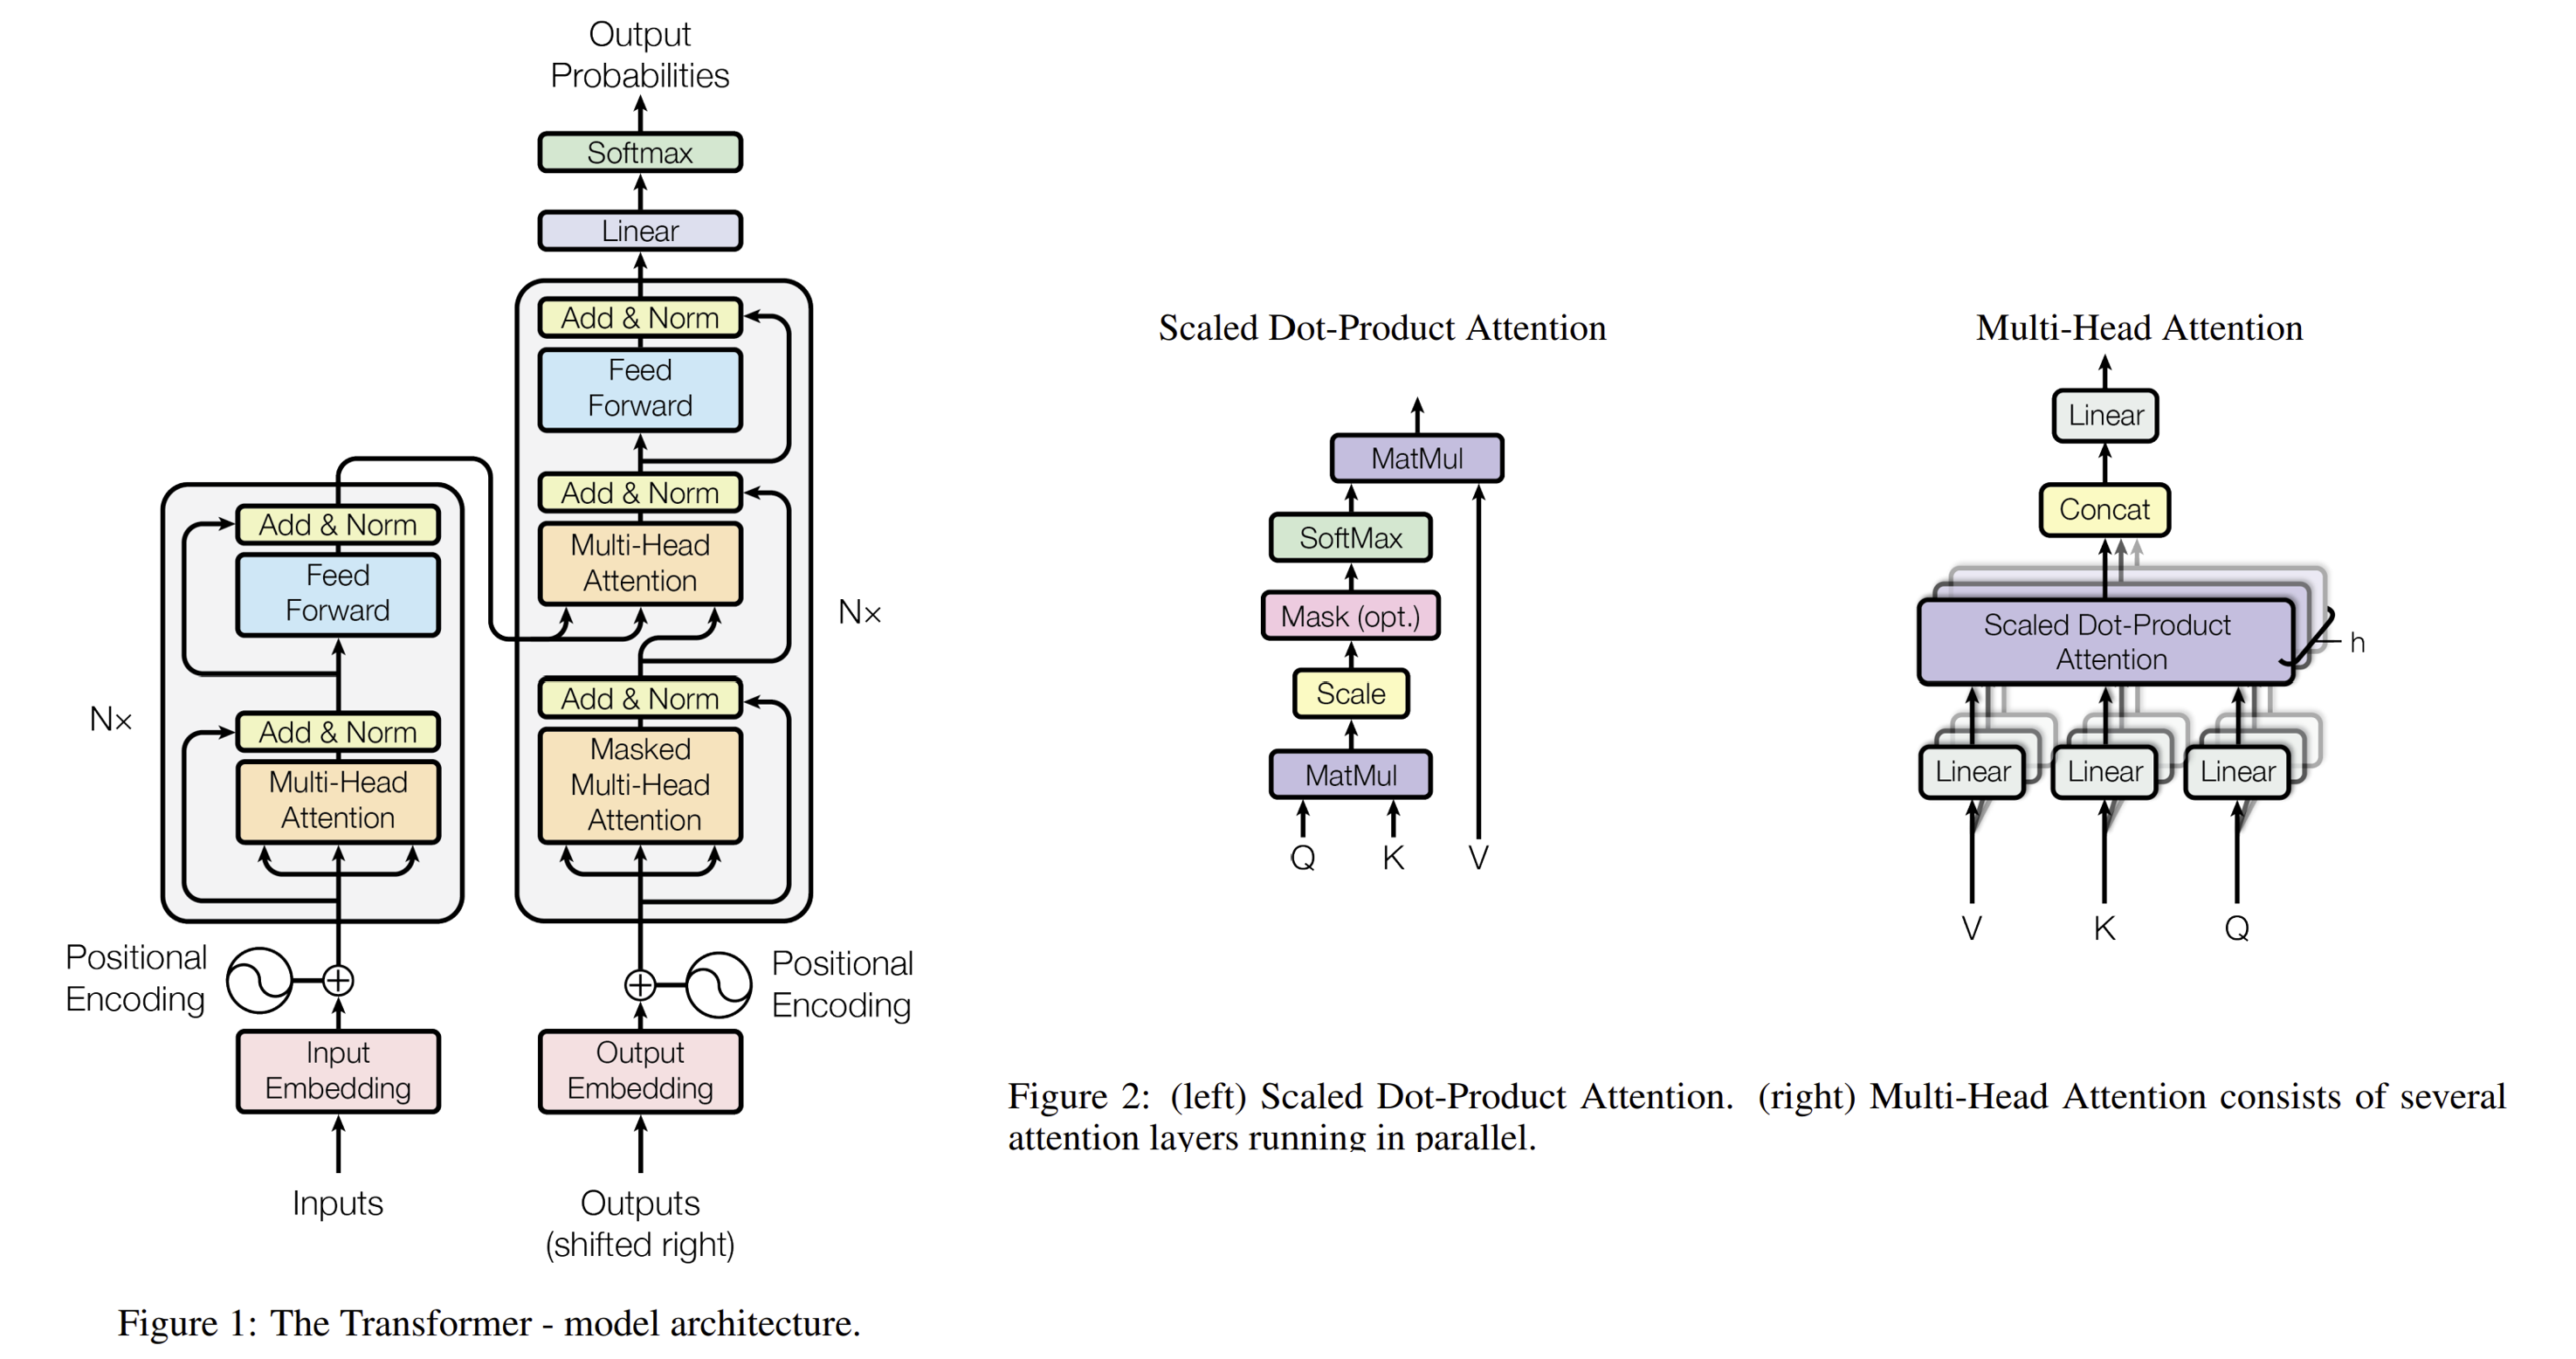 Output
Probabilities
Softmax
Linear
Add & Norm
Feed
Forward
Add & Norm
Multi-Head
Attention
Nx
Add & Norm
Masked
Multi-Head
Attention
Add & Norm
Feed
Forward
Nx
Add & Norm
Multi-Head
Attention
Positional
Encoding
Positional
Encoding
Input
Embedding
Output
Embedding
Inputs
Outputs
(shifted right)
Figure 1: The Transformer - model architecture.
Scaled Dot-Product Attention
MatMul
SoftMax
Mask (opt.)
Scale
MatMul
Q K V
Multi-Head Attention
Linear
Concat
Scaled Dot-Product
Attention
h
Linear Linear Linear
V K Q
Figure 2: (left) Scaled Dot-Product Attention. (right) Multi-Head Attention consists of several
attention layers running in parallel.